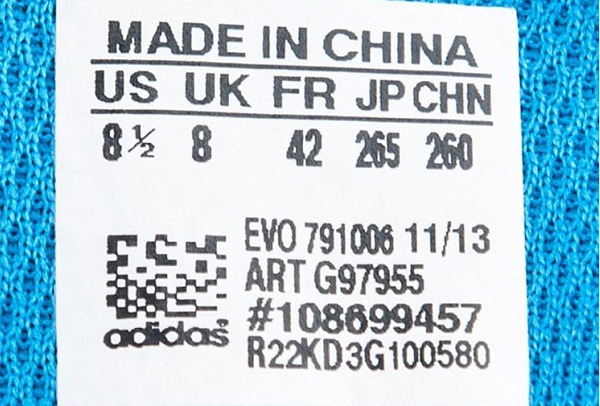 MADE IN CHINA
US UK FR JP CHN
8½ 8 42 265 260
EVO 791006 11/13
ART G97955
#108699457
R22KD3G100580
adidas